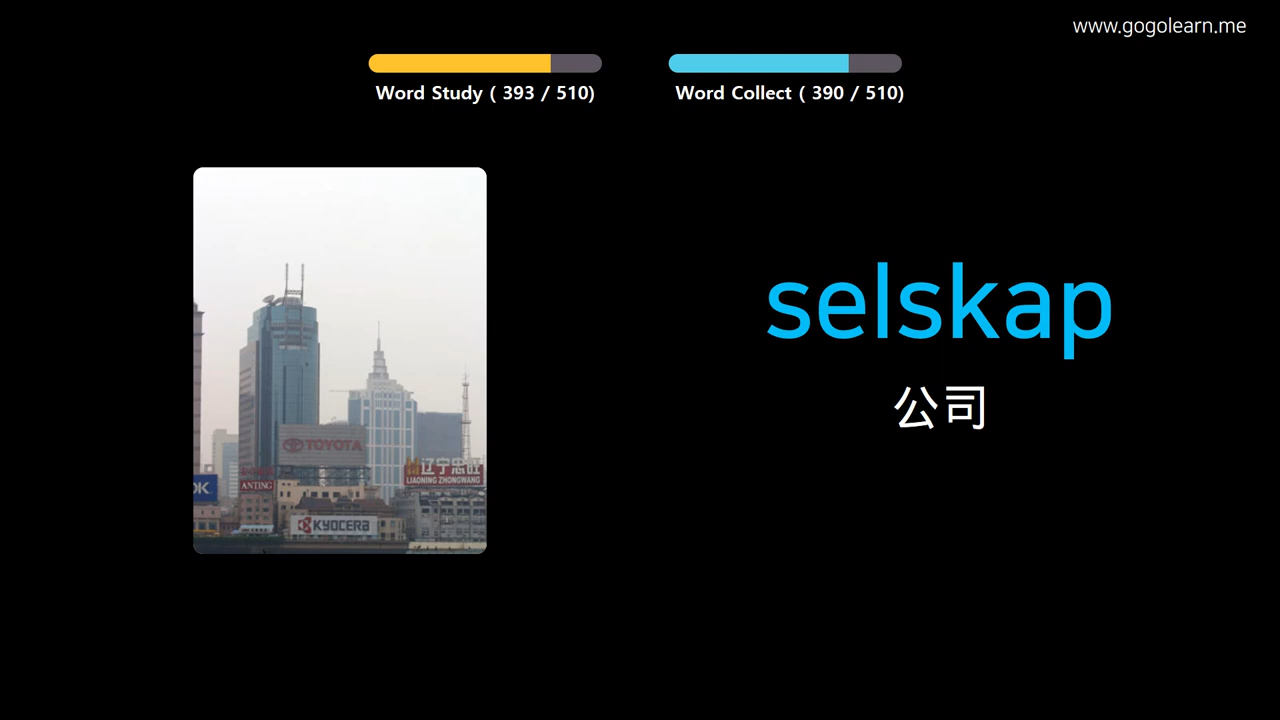 www.gogolearn.me
Word Study ( 393 / 510)
Word Collect ( 390 / 510)
selskap
公司
TOYOTA
辽宁忠旺
LIAONING ZHONGWANG
OK
ANTING
KYOCERA